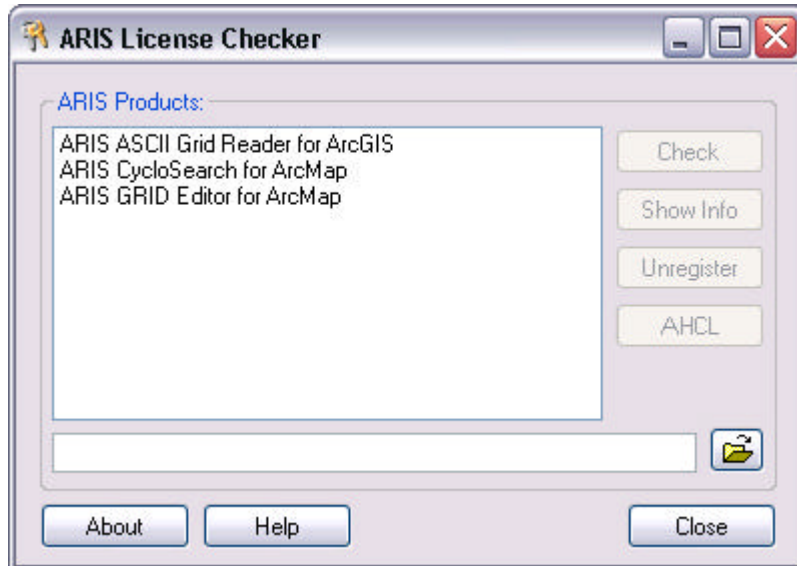 ARIS License Checker
ARIS Products:
ARIS ASCII Grid Reader for ArcGIS
ARIS CycloSearch for ArcMap
ARIS GRID Editor for ArcMap
Check
Show Info
Unregister
AHCL
About
Help
Close